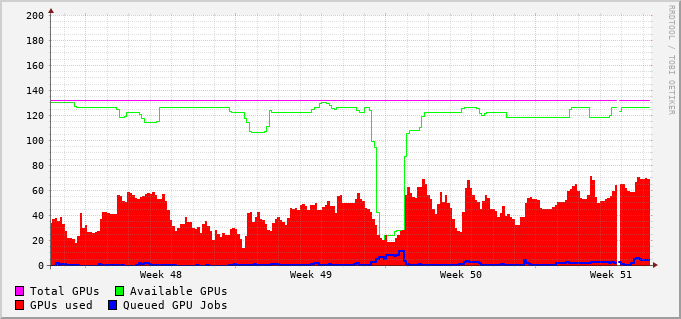 200
180
160
140
120
100
80
60
40
20
0
Week 48 Week 49 Week 50 Week 51
Total GPUs Available GPUs
GPUs used Queued GPU Jobs
RRDTOOL / TOBI OETIKER